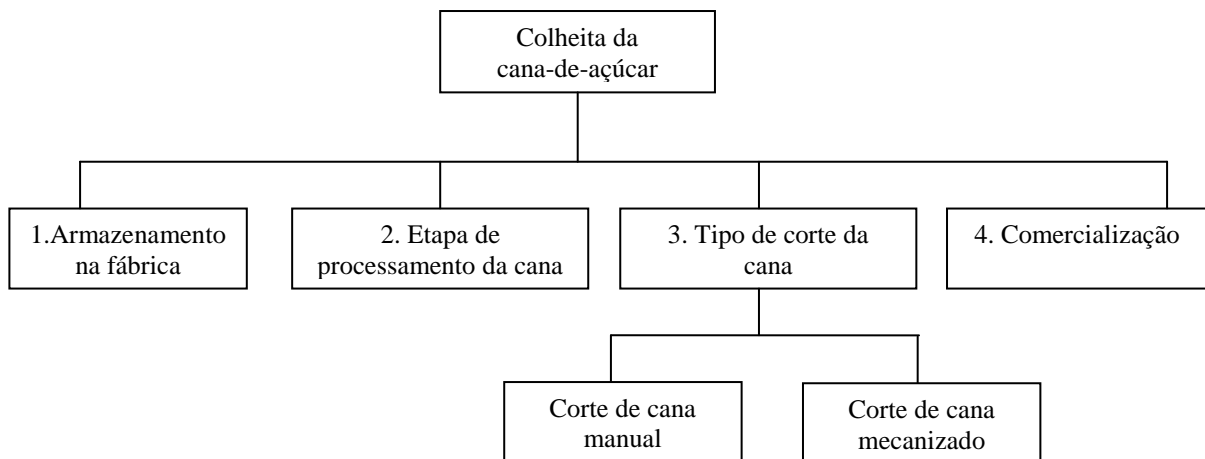 Colheita da
cana-de-açúcar
1.Armazenamento
na fábrica
2. Etapa de
processamento da cana
3. Tipo de corte da
cana
4. Comercialização
Corte de cana
manual
Corte de cana
mecanizado